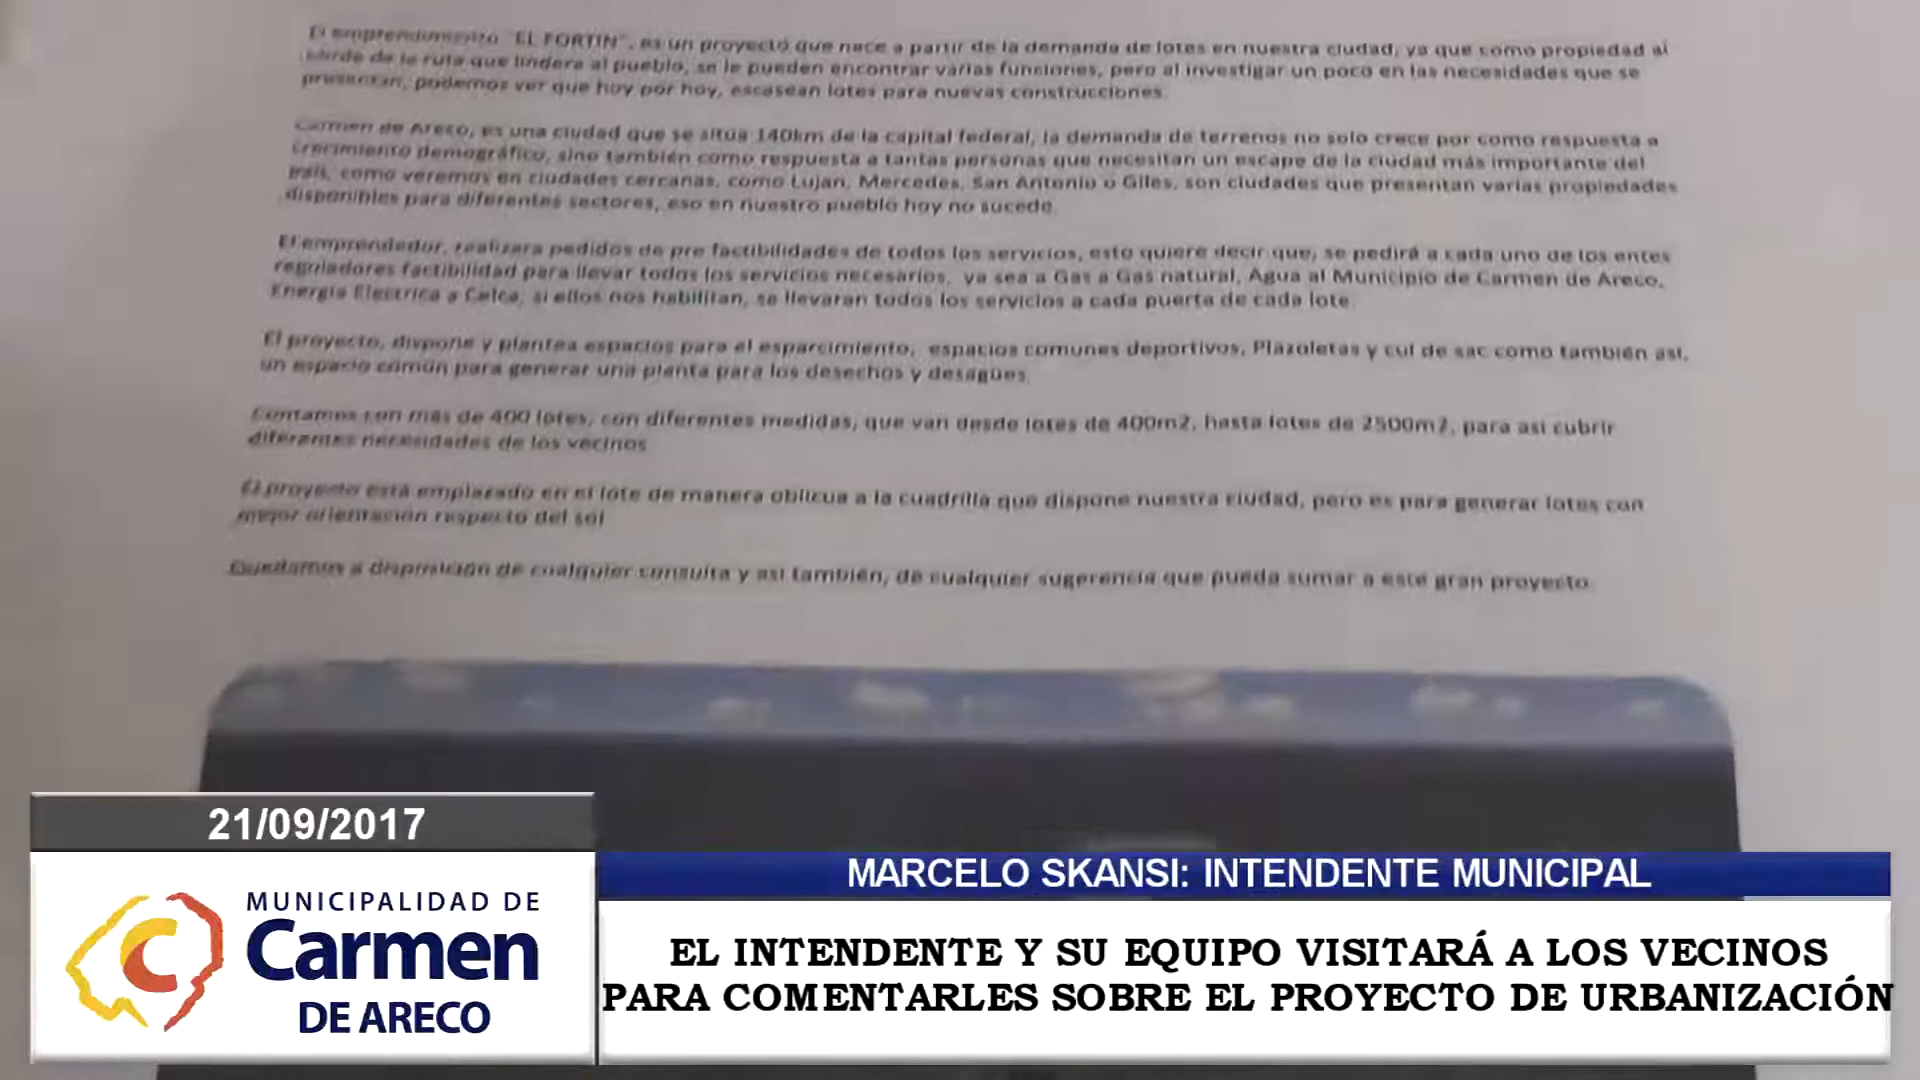 El emprendimiento "EL FORTIN", es un proyecto que nace a partir de la demanda de lotes en nuestra ciudad, ya que como propiedad al
borde de la ruta que lindera al pueblo, se le pueden encontrar varias funciones, pero al investigar un poco en las necesidades que se
presentan, podemos ver que hoy por hoy, escasean lotes para nuevas construcciones.
Carmen de Areco, es una ciudad que se sitúa 140km de la capital federal, la demanda de terrenos no solo crece por como respuesta a
crecimiento demográfico, sino también como respuesta a tantas personas que necesitan un escape de la ciudad más importante del
país, como veremos en ciudades cercanas, como Lujan, Mercedes, San Antonio o Giles, son ciudades que presentan varias propiedades
disponibles para diferentes sectores, eso en nuestro pueblo hoy no sucede.
El emprendedor, realizara pedidos de pre factibilidades de todos los servicios, esto quiere decir que, se pedirá a cada uno de los entes
reguladores factibilidad para llevar todos los servicios necesarios, ya sea a Gas a Gas natural, Agua al Municipio de Carmen de Areco,
Energía Electrica a Celca, si ellos nos habilitan, se llevaran todos los servicios a cada puerta de cada lote.
El proyecto, dispone y plantea espacios para el esparcimiento, espacios comunes deportivos, Plazoletas y cul de sac como también así,
un espacio común para generar una planta para los desechos y desagües.
Contamos con más de 400 lotes, con diferentes medidas, que van desde lotes de 400m2, hasta lotes de 2500m2, para así cubrir
diferentes necesidades de los vecinos
El proyecto está emplazado en el lote de manera oblicua a la cuadrilla que dispone nuestra ciudad, pero es para generar lotes con
mejor orientación respecto del sol
Quedamos a disposición de cualquier consulta y así también, de cualquier sugerencia que pueda sumar a este gran proyecto.
21/09/2017
MUNICIPALIDAD DE
Carmen
DE ARECO
MARCELO SKANSI: INTENDENTE MUNICIPAL
EL INTENDENTE Y SU EQUIPO VISITARÁ A LOS VECINOS
PARA COMENTARLES SOBRE EL PROYECTO DE URBANIZACIÓN